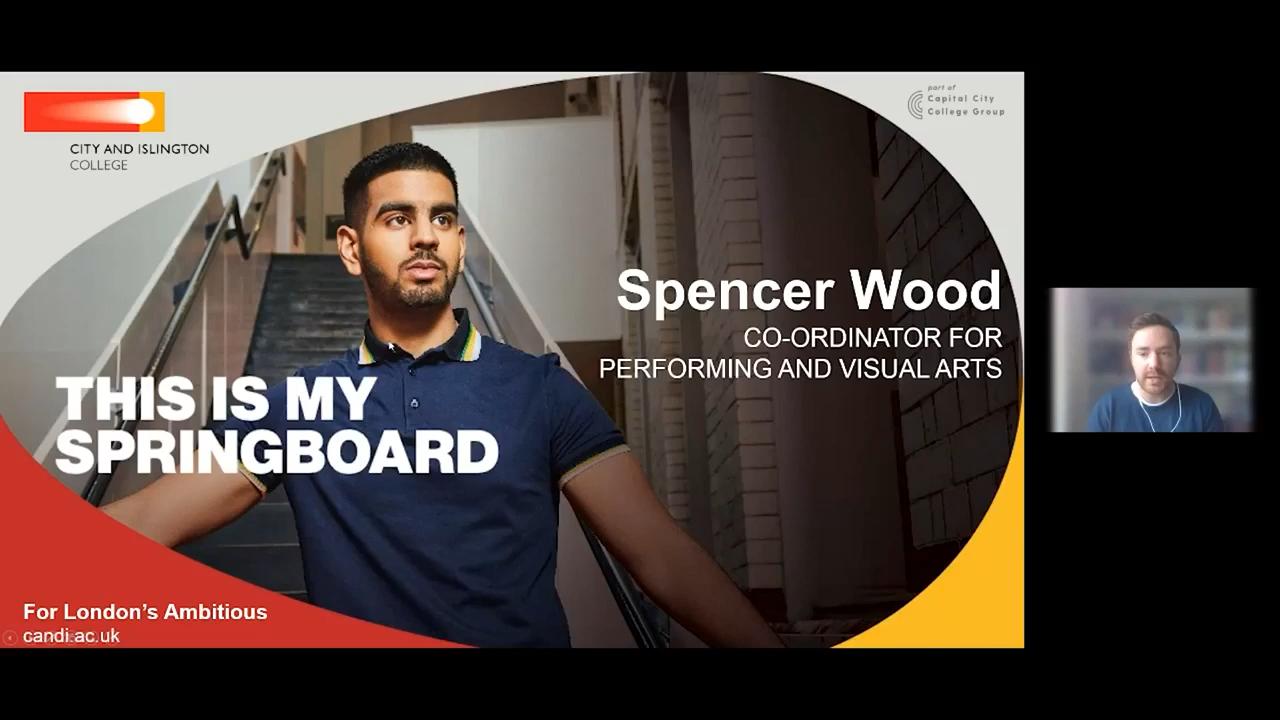 CITY AND ISLINGTON
COLLEGE
part of
Capital City
College Group
Spencer Wood
CO-ORDINATOR FOR
PERFORMING AND VISUAL ARTS
THIS IS MY
SPRINGBOARD
For London's Ambitious
candi.ac.uk